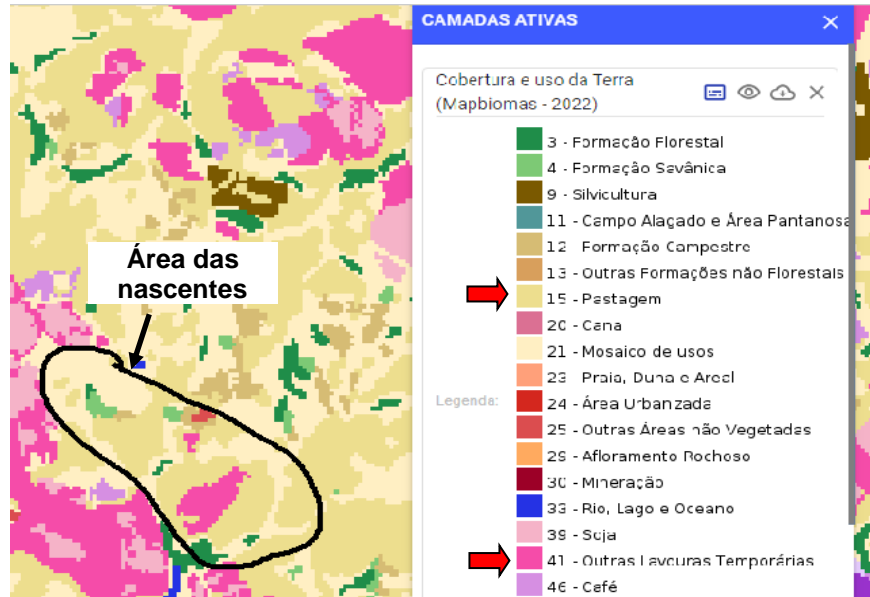 CAMADAS ATIVAS
Cobertura e uso da Terra
(Mapbiomas - 2022)
3 - Formação Florestal
4 - Formação Savânica
9 - Silvicultura
11 - Campo Alagado e Área Pantanosa
12 - Formação Campestre
13 - Outras Formações não Florestais
15 - Pastagem
20 - Cana
21 - Mosaico de usos
23 - Praia, Duna e Areal
Legenda:
24 - Área Urbanizada
25 - Outras Áreas não Vegetadas
29 - Afloramento Rochoso
30 - Mineração
33 - Rio, Lago e Oceano
39 - Soja
41 - Outras Lavouras Temporárias
46 - Café
Área das
nascentes